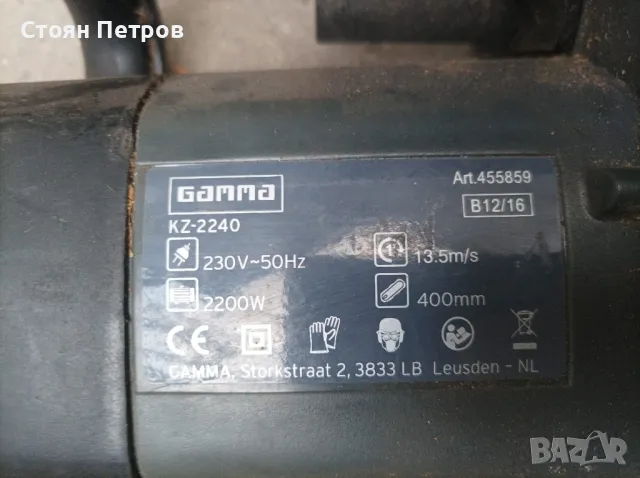 Стоян Петров
GAMMA
Art.455859
KZ-2240
B12/16
230V~50Hz
13.5m/s
2200W
400mm
CE
GAMMA, Storkstraat 2, 3833 LB Leusden - NL
BAZAR